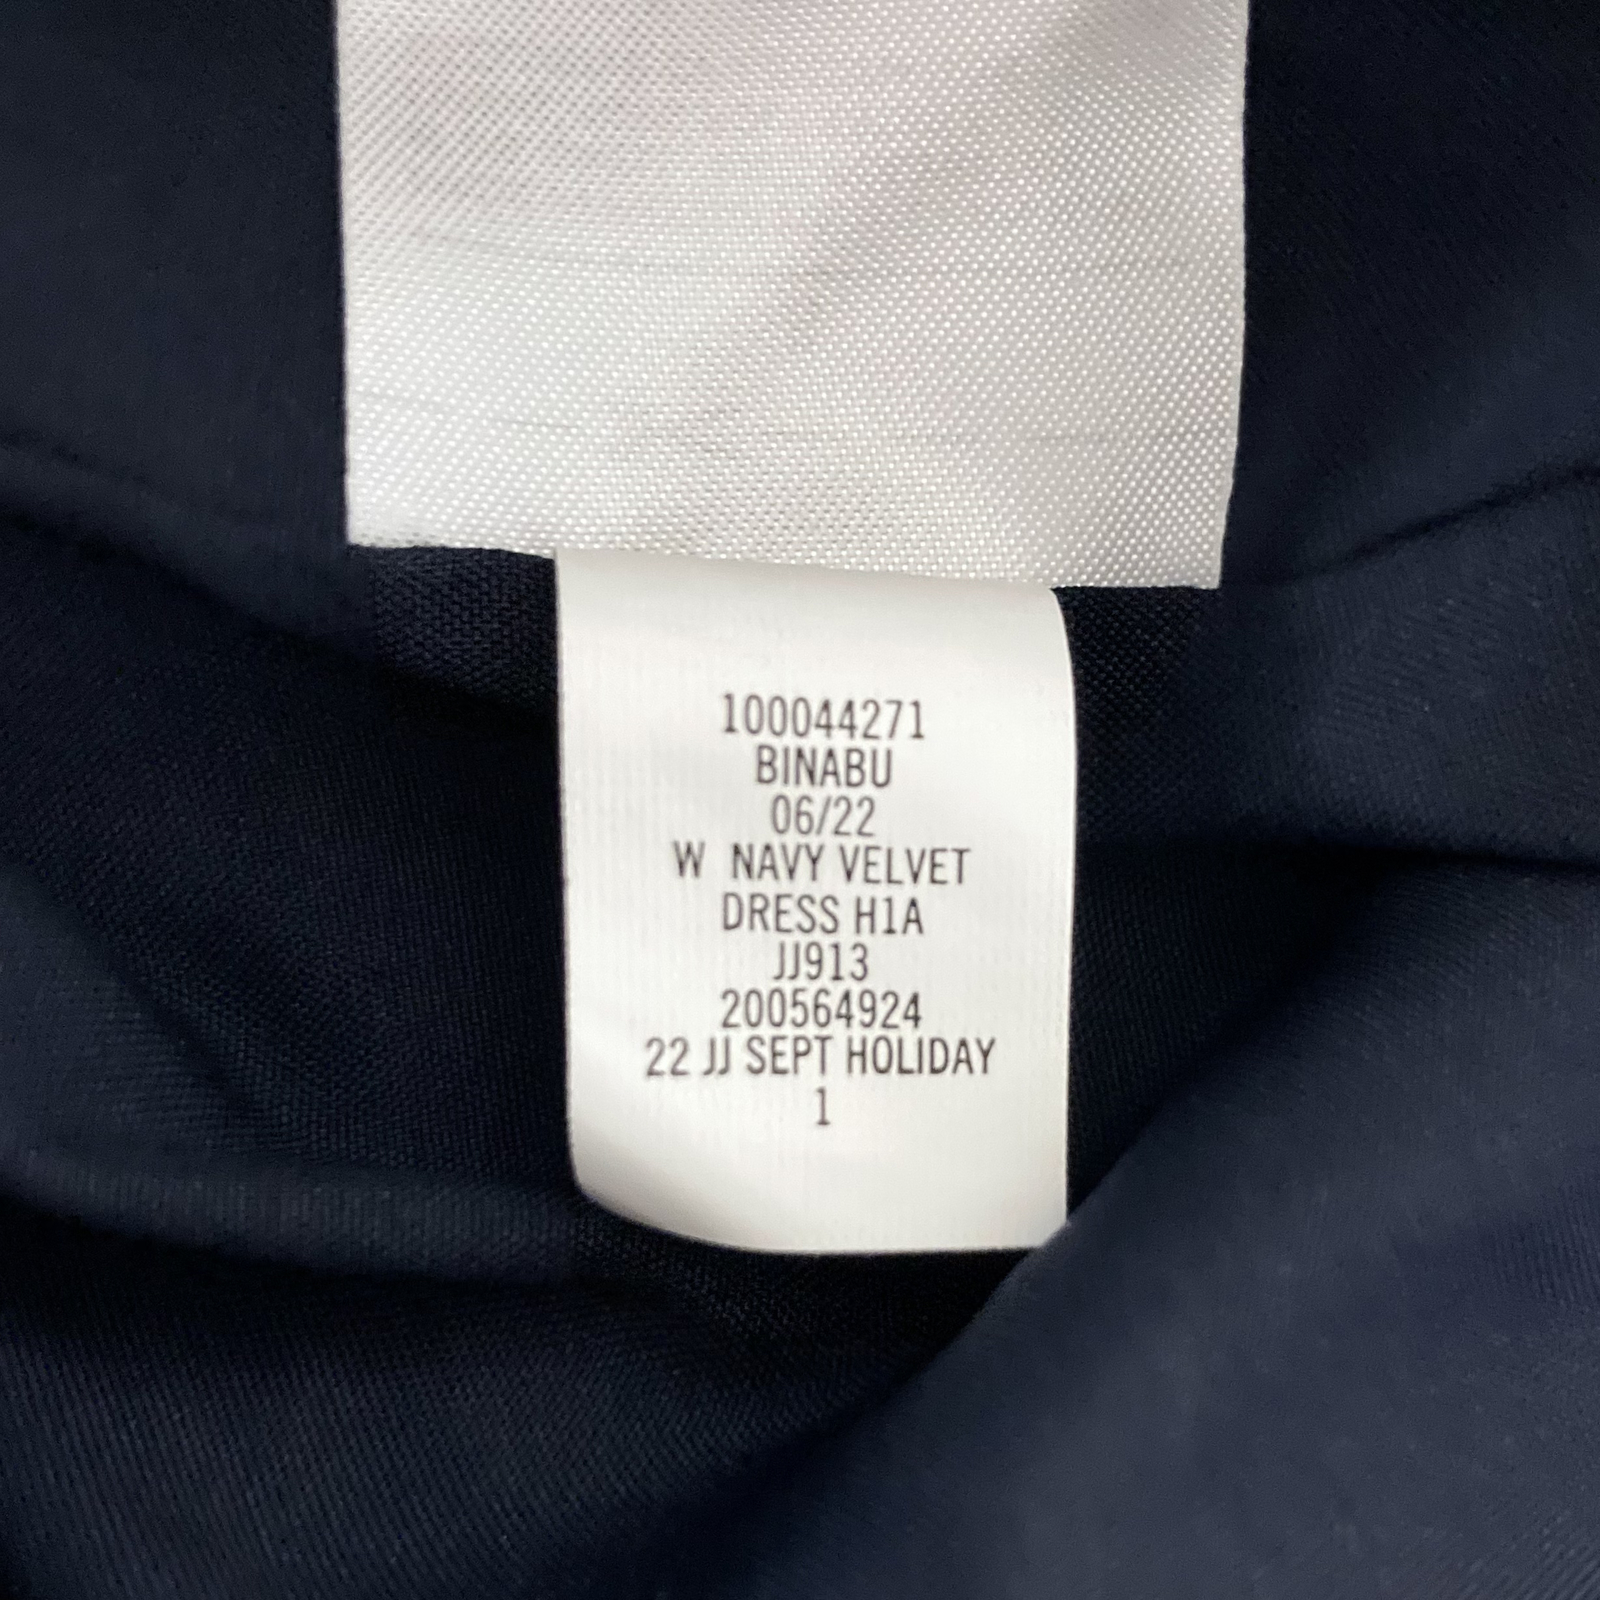 100044271
BINABU
06/22
W NAVY VELVET
DRESS H1A
JJ913
200564924
22 JJ SEPT HOLIDAY
1